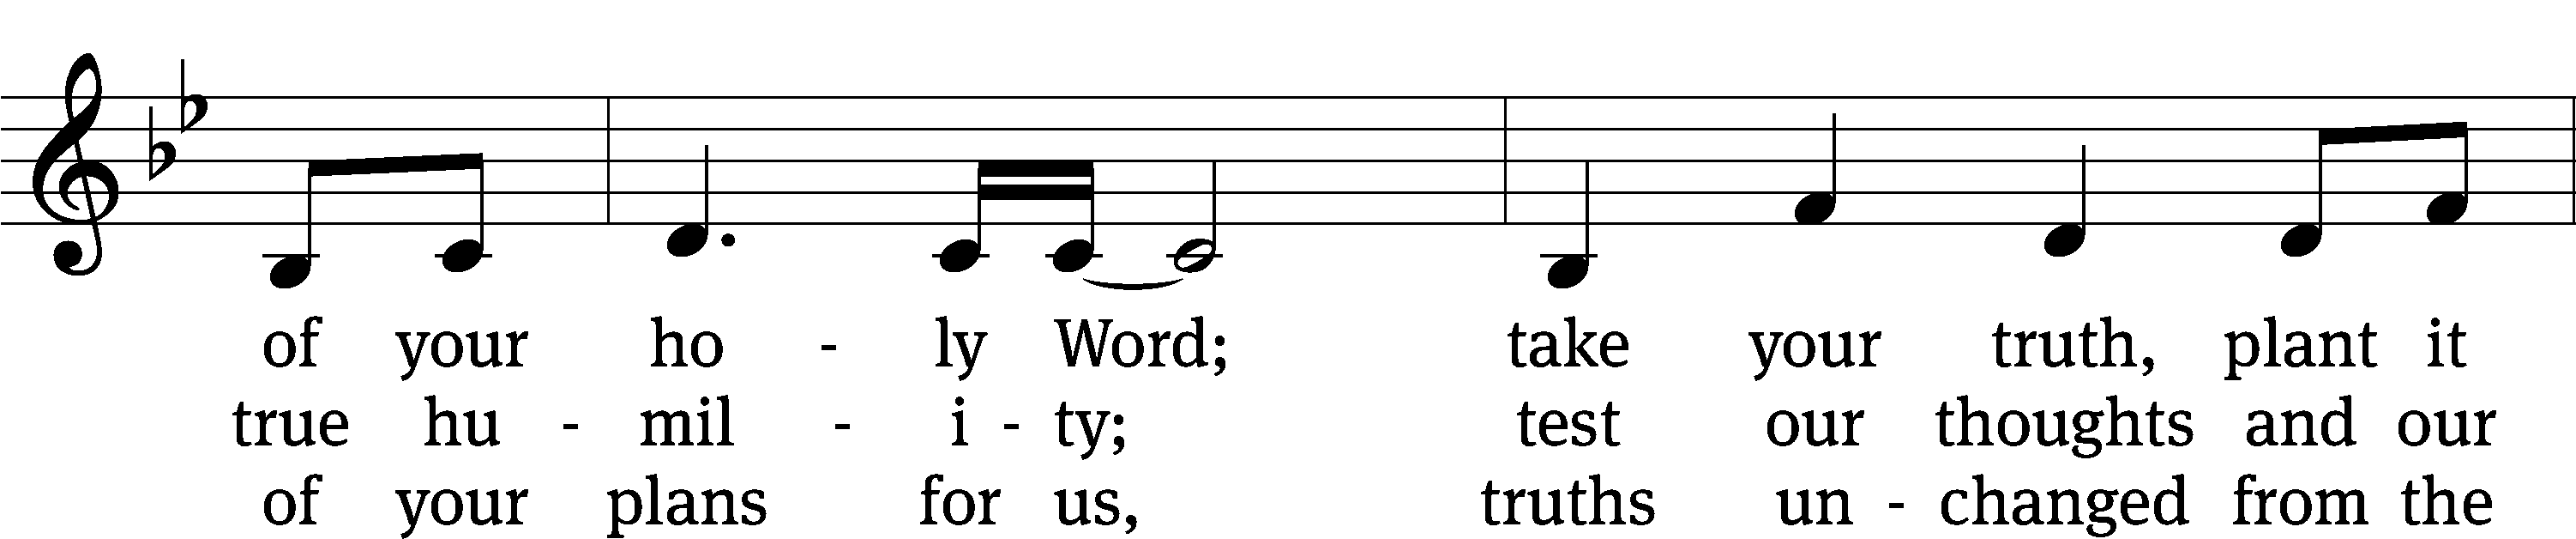 of your ho - ly Word; take your truth, plant it
true hu - mil - i - ty; test our thoughts and our
of your plans for us, truths un - changed from the